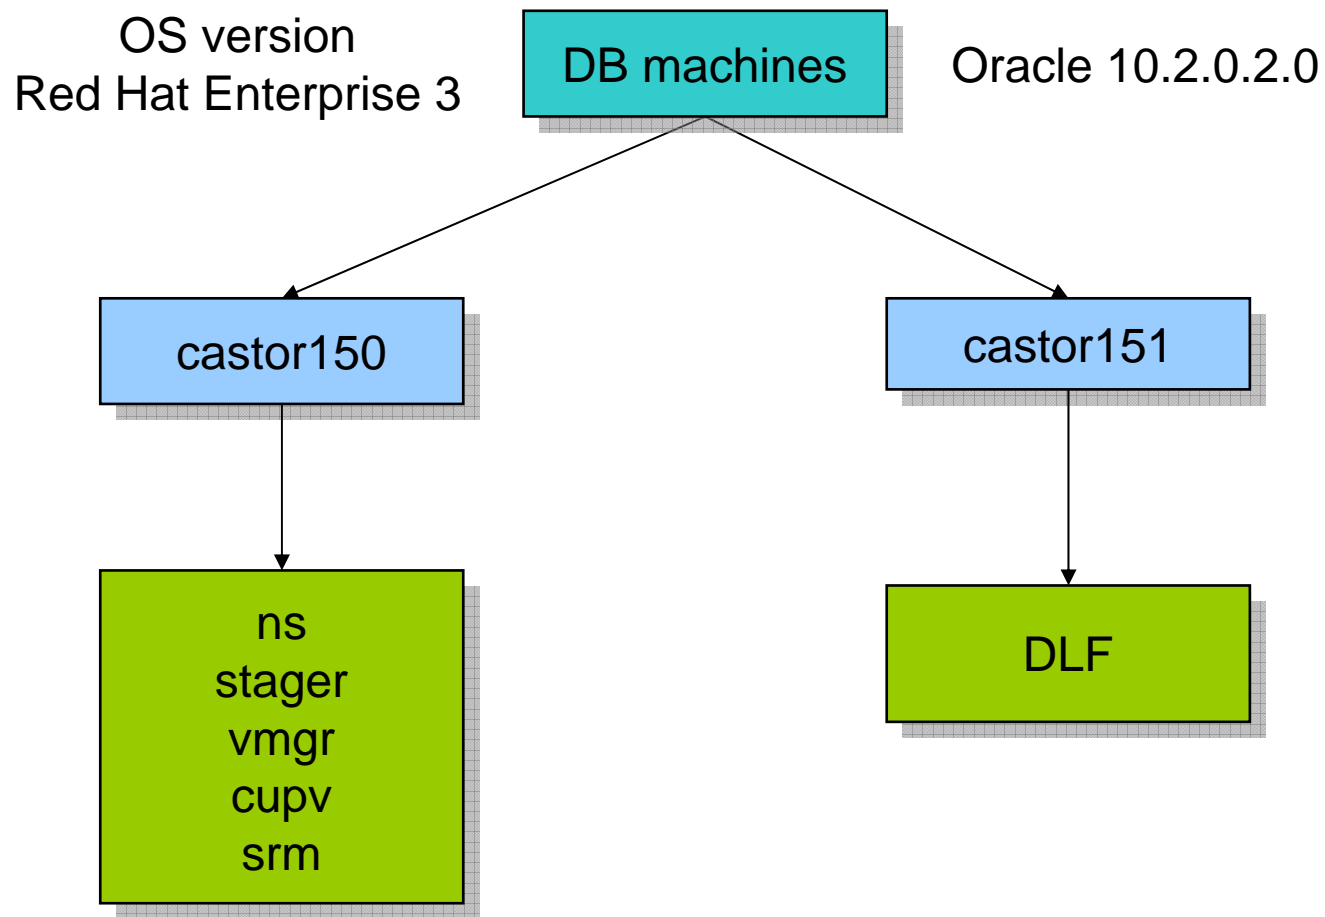 OS version
Red Hat Enterprise 3
DB machines
Oracle 10.2.0.2.0
castor150
castor151
ns
stager
vmgr
cupv
srm
DLF